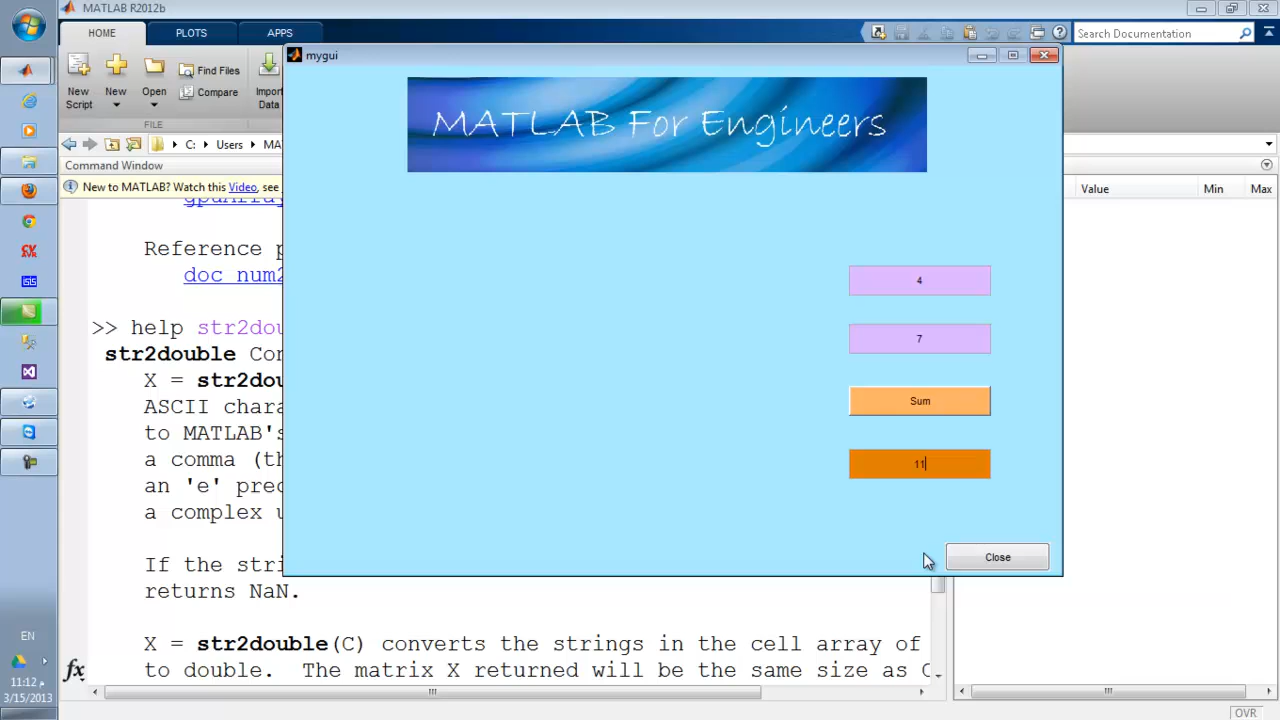 MATLAB R2012b
HOME
PLOTS
APPS
Search Documentation
mygui
New
Script
New
Open
Find Files
Compare
Import
Data
FILE
MATLAB For Engineers
C:
Users
MA
Command Window
New to MATLAB? Watch this Video, see
Value
Min
Max
gpuArray
Reference p
doc num2
>> help str2dou
str2double Con
X = str2dou
ASCII chara
to MATLAB's
a comma (th
an 'e' prec
a complex u
If the stri
returns NaN.
X = str2double(C) converts the strings in the cell array of
to double. The matrix X returned will be the same size as C
4
7
Sum
11
Close
fx
EN
11:12 م
3/15/2013
OVR
CVAVR
ISIS